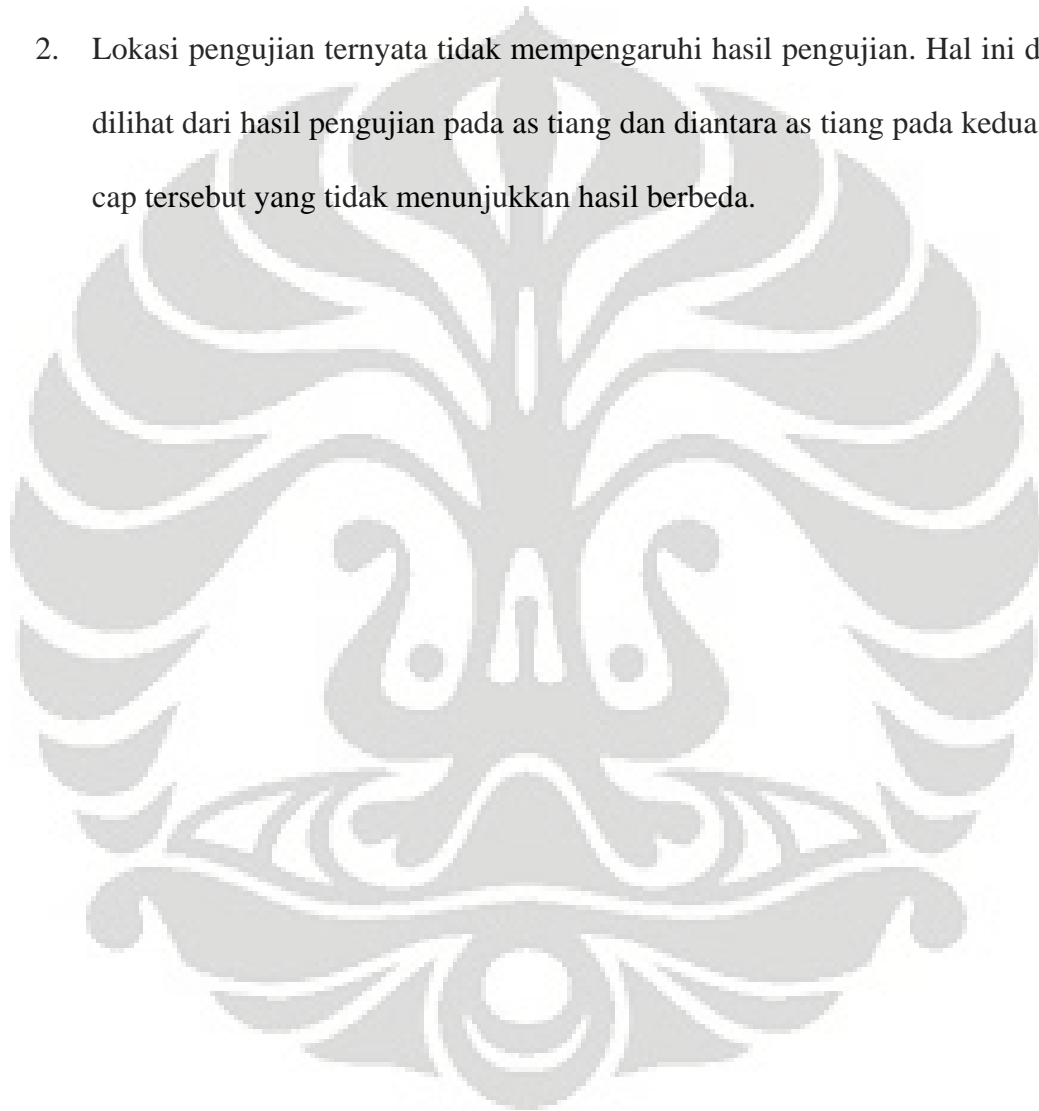 2. Lokasi pengujian ternyata tidak mempengaruhi hasil pengujian. Hal ini d
dilihat dari hasil pengujian pada as tiang dan diantara as tiang pada kedua
cap tersebut yang tidak menunjukkan hasil berbeda.